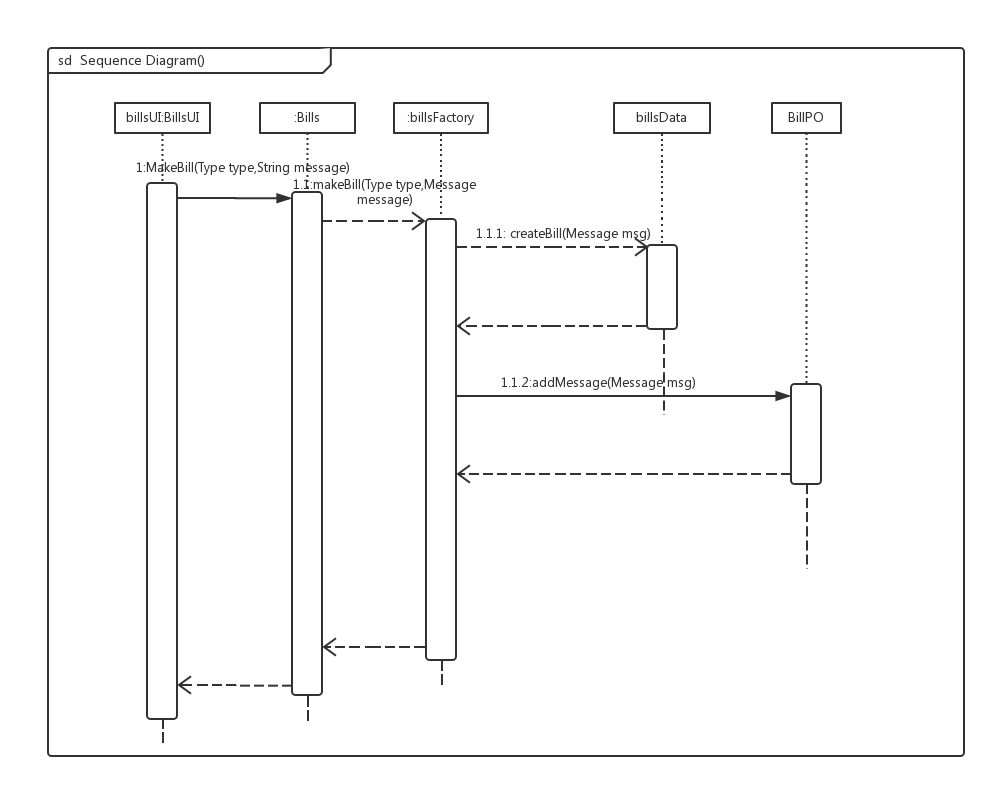 sd  Sequence Diagram()
billsUI:BillsUI
:Bills
:billsFactory
billsData
BillPO
1:MakeBill(Type type,String message)
1.1:makeBill(Type type,Message
message)
1.1.1: createBill(Message msg)
1.1.2:addMessage(Message msg)